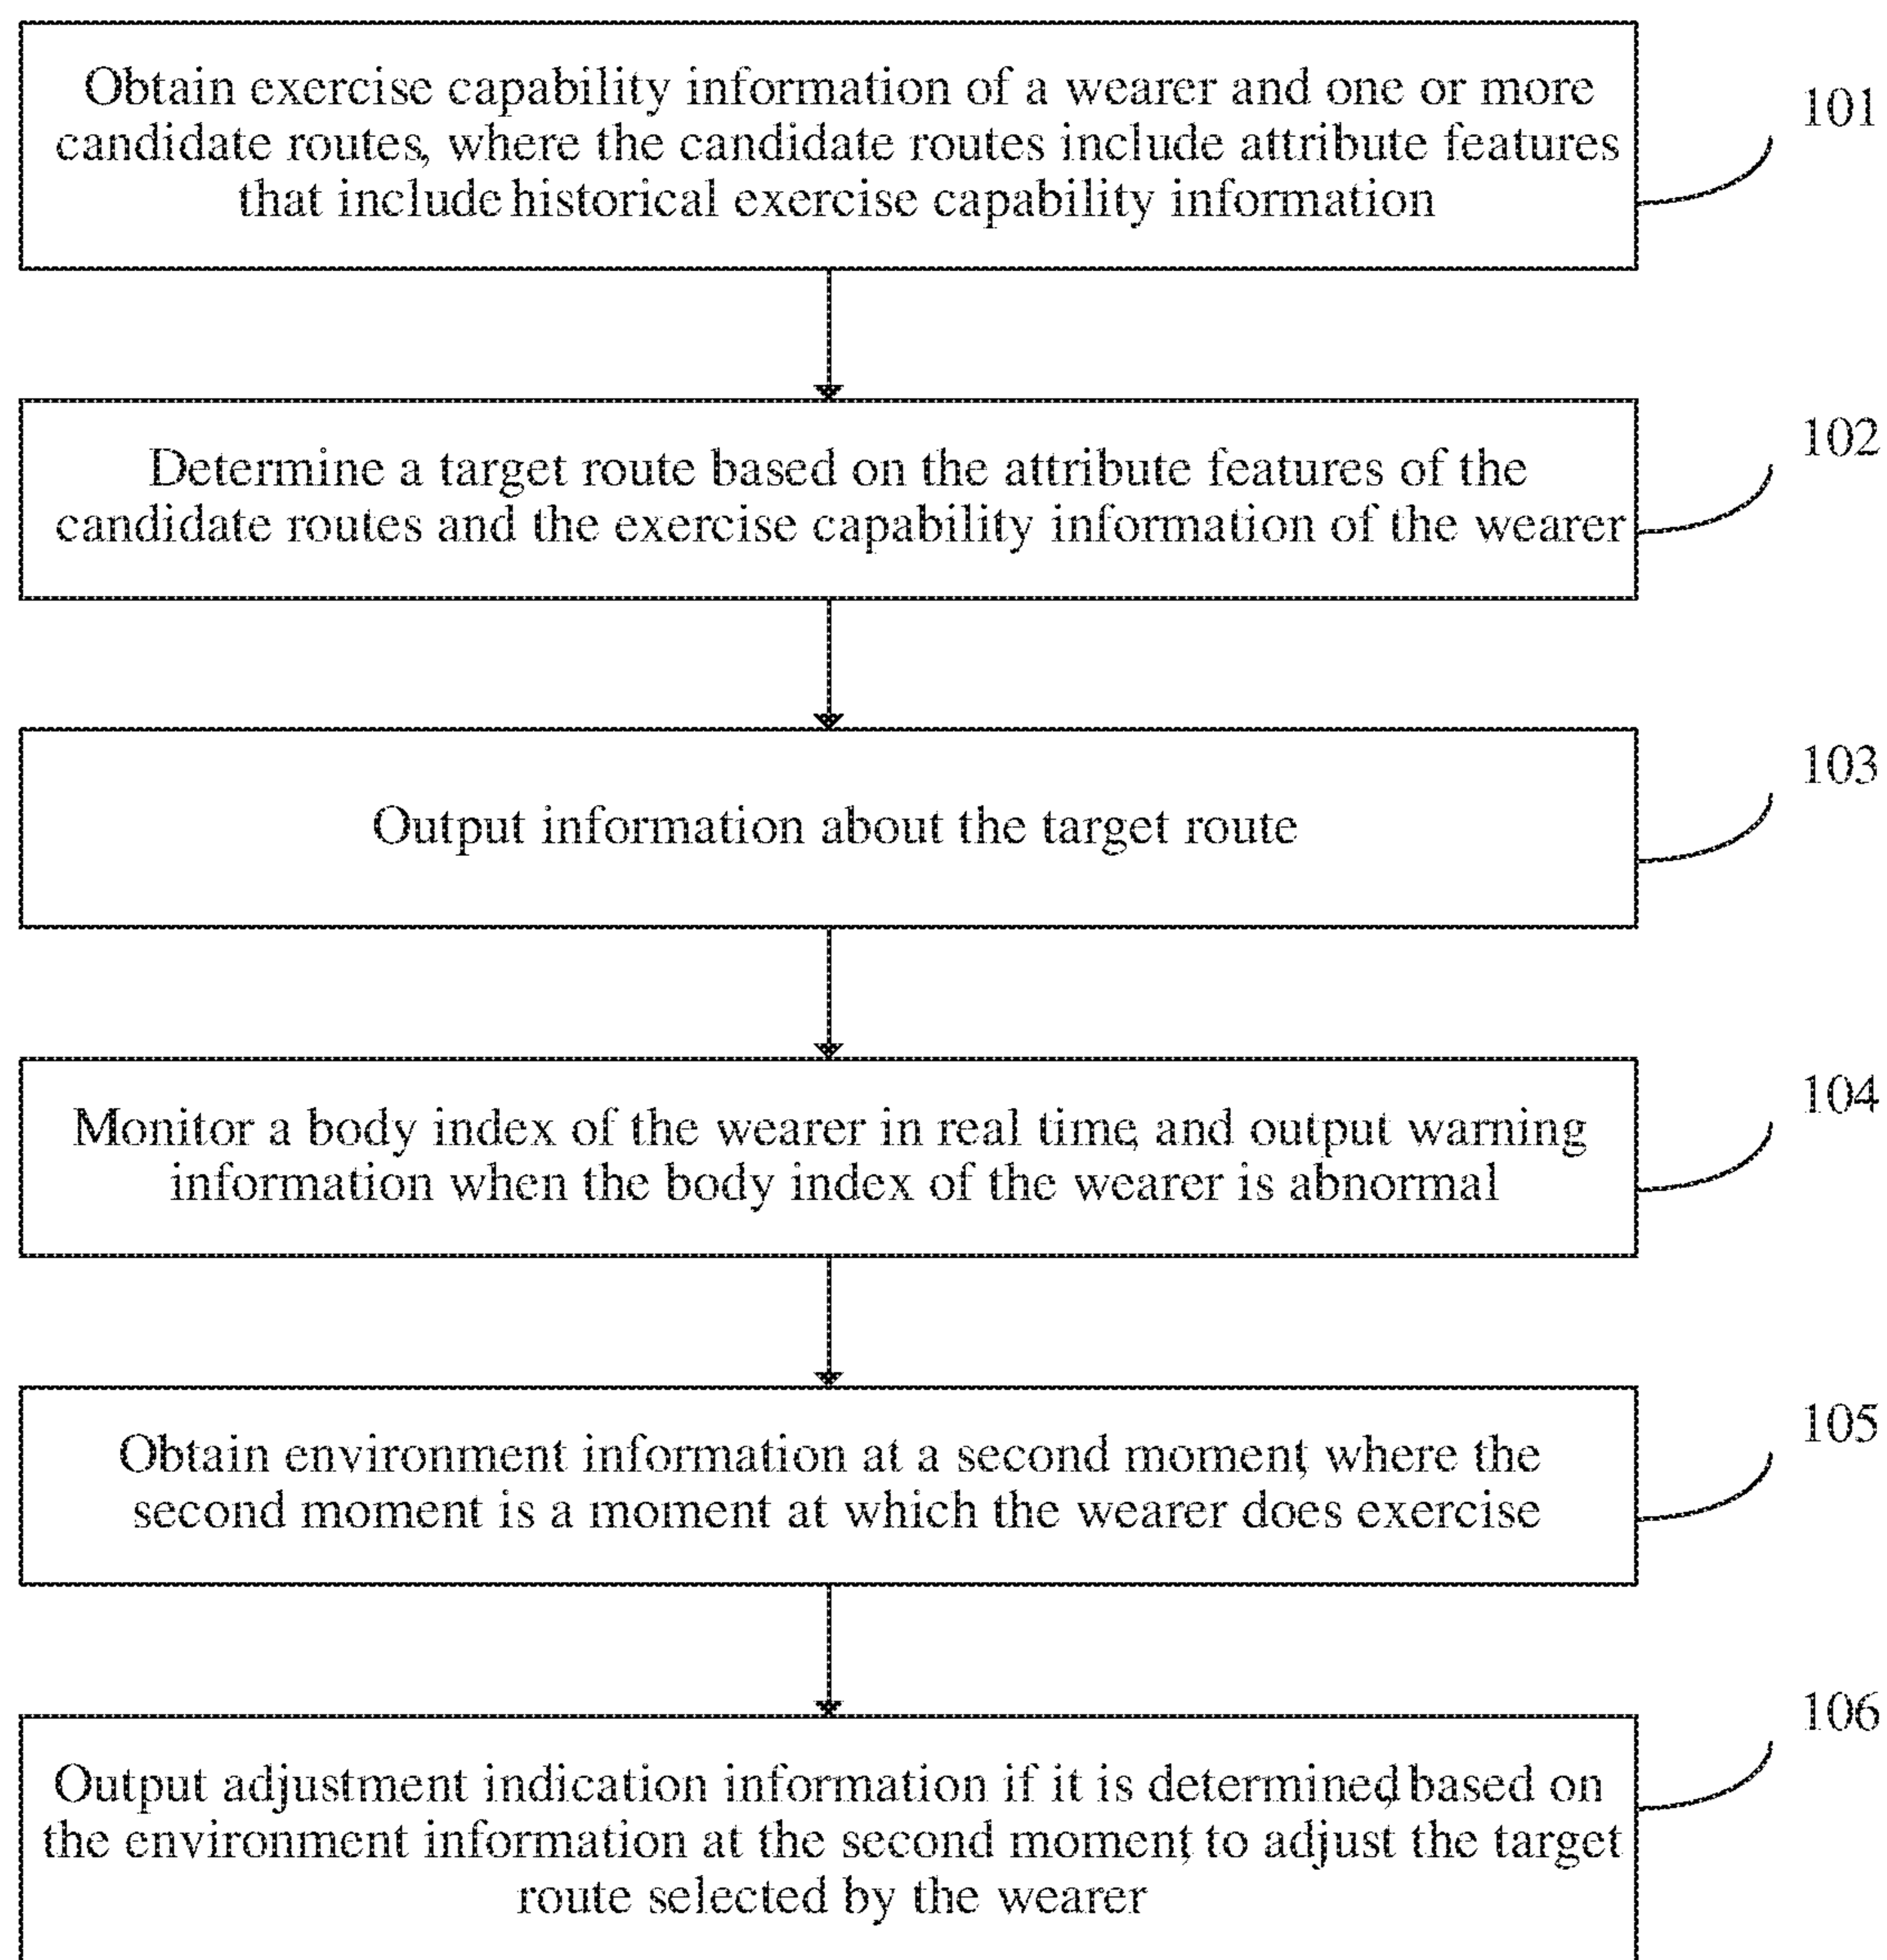 Obtain exercise capability information of a wearer and one or more
candidate routes, where the candidate routes include attribute features
that include historical exercise capability information
101
Determine a target route based on the attribute features of the
candidate routes and the exercise capability information of the wearer
102
Output information about the target route
103
Monitor a body index of the wearer in real time, and output warning
information when the body index of the wearer is abnormal
104
Obtain environment information at a second moment, where the
second moment is a moment at which the wearer does exercise
105
Output adjustment indication information if it is determined, based on
the environment information at the second moment, to adjust the target
route selected by the wearer
106